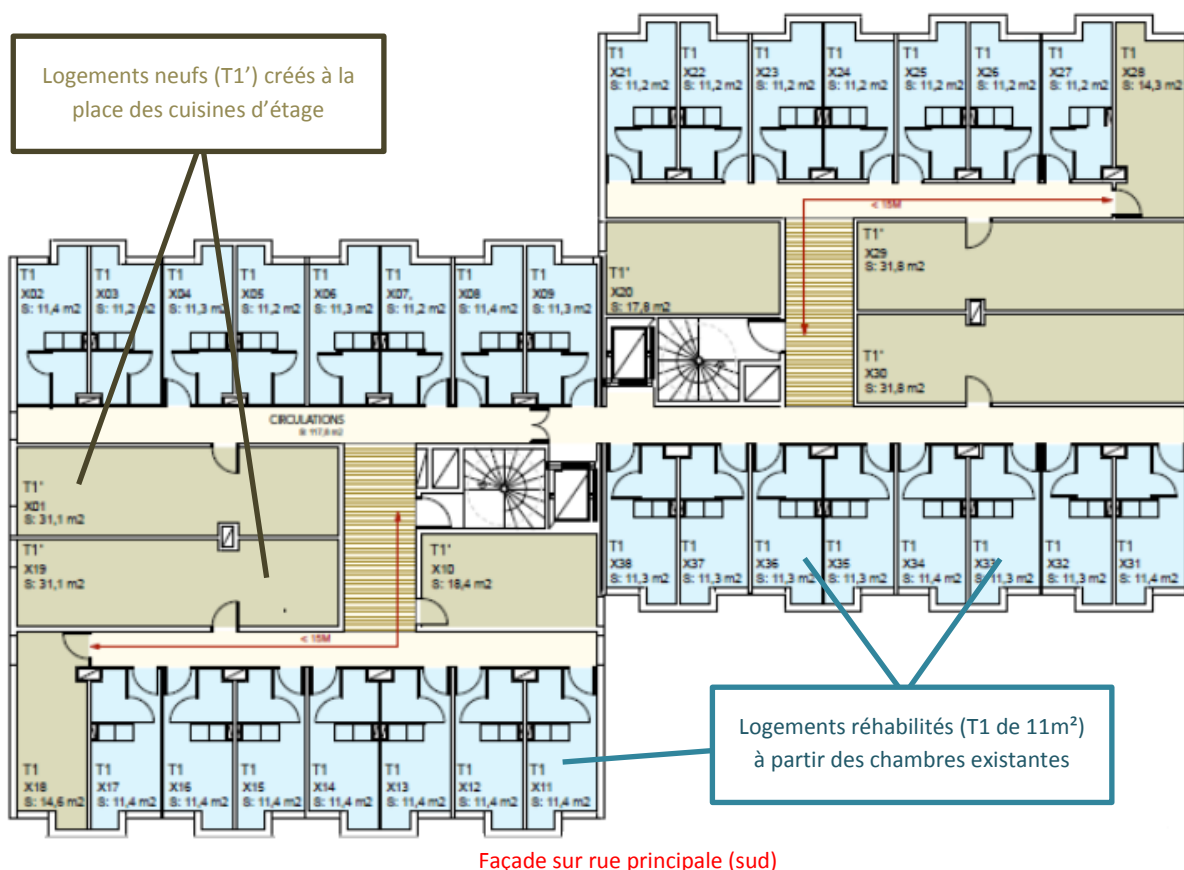 Logements neufs (T1’) créés à la
place des cuisines d’étage
T1
X21
S: 11,2 m2
T1
X22
S: 11,2 m2
T1
X23
S: 11,2 m2
T1
X24
S: 11,2 m2
T1
X25
S: 11,2 m2
T1
X26
S: 11,2 m2
T1
X27
S: 11,2 m2
T1
X28
S: 14,3 m2
< 15M
T1'
X20
S: 17,8 m2
T1'
X29
S: 31,8 m2
T1'
X30
S: 31,8 m2
T1
X02
S: 11,4 m2
T1
X03
S: 11,2 m2
T1
X04
S: 11,3 m2
T1
X05
S: 11,2 m2
T1
X06
S: 11,3 m2
T1
X07,
S: 11,2 m2
T1
X08
S: 11,4 m2
T1
X09
S: 11,3 m2
CIRCULATIONS
S: 117,6 m2
T1'
X01
S: 31,1 m2
T1'
X19
S: 31,1 m2
T1'
X10
S: 18,4 m2
T1
X38
S: 11,3 m2
T1
X37
S: 11,3 m2
T1
X36
S: 11,3 m2
T1
X35
S: 11,3 m2
T1
X34
S: 11,4 m2
T1
X33
S: 11,3 m2
T1
X32
S: 11,3 m2
T1
X31
S: 11,4 m2
< 15M
T1
X18
S: 14,6 m2
T1
X17
S: 11,4 m2
T1
X16
S: 11,4 m2
T1
X15
S: 11,4 m2
T1
X14
S: 11,4 m2
T1
X13
S: 11,4 m2
T1
X12
S: 11,4 m2
T1
X11
S: 11,4 m2
Logements réhabilités (T1 de 11m²)
à partir des chambres existantes
Façade sur rue principale (sud)